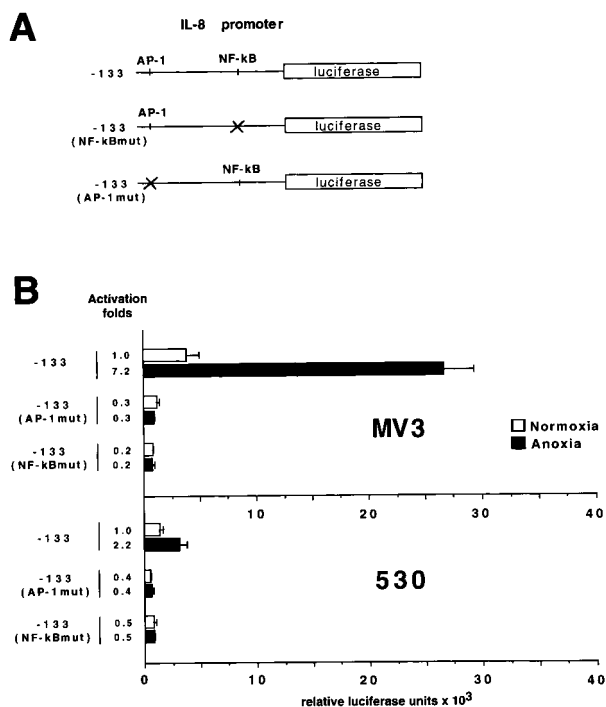 A
IL-8 promoter
AP-1 NF-kB
-133 luciferase
AP-1
-133 luciferase
(NF-kBmut)
NF-kB
-133 luciferase
(AP-1mut)
B
Activation
folds
-133 1.0
7.2
-133 0.3
(AP-1mut) 0.3
MV3
Normoxia
Anoxia
-133 0.2
(NF-kBmut) 0.2
10 20 30 40
-133 1.0
2.2
-133 0.4
(AP-1mut) 0.4
530
-133 0.5
(NF-kBmut) 0.5
0 10 20 30 40
relative luciferase units x 10³